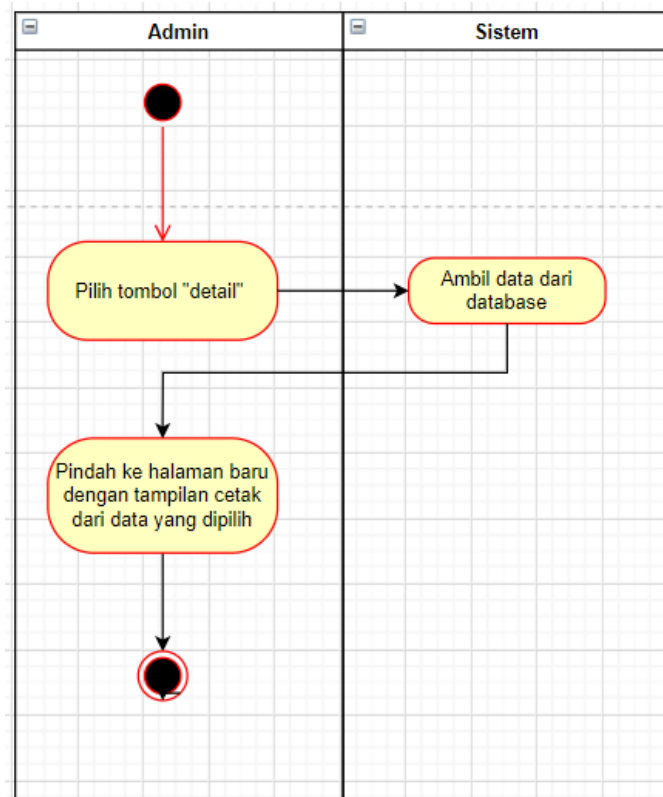 Admin
Sistem
Pilih tombol "detail"
Ambil data dari
database
Pindah ke halaman baru
dengan tampilan cetak
dari data yang dipilih